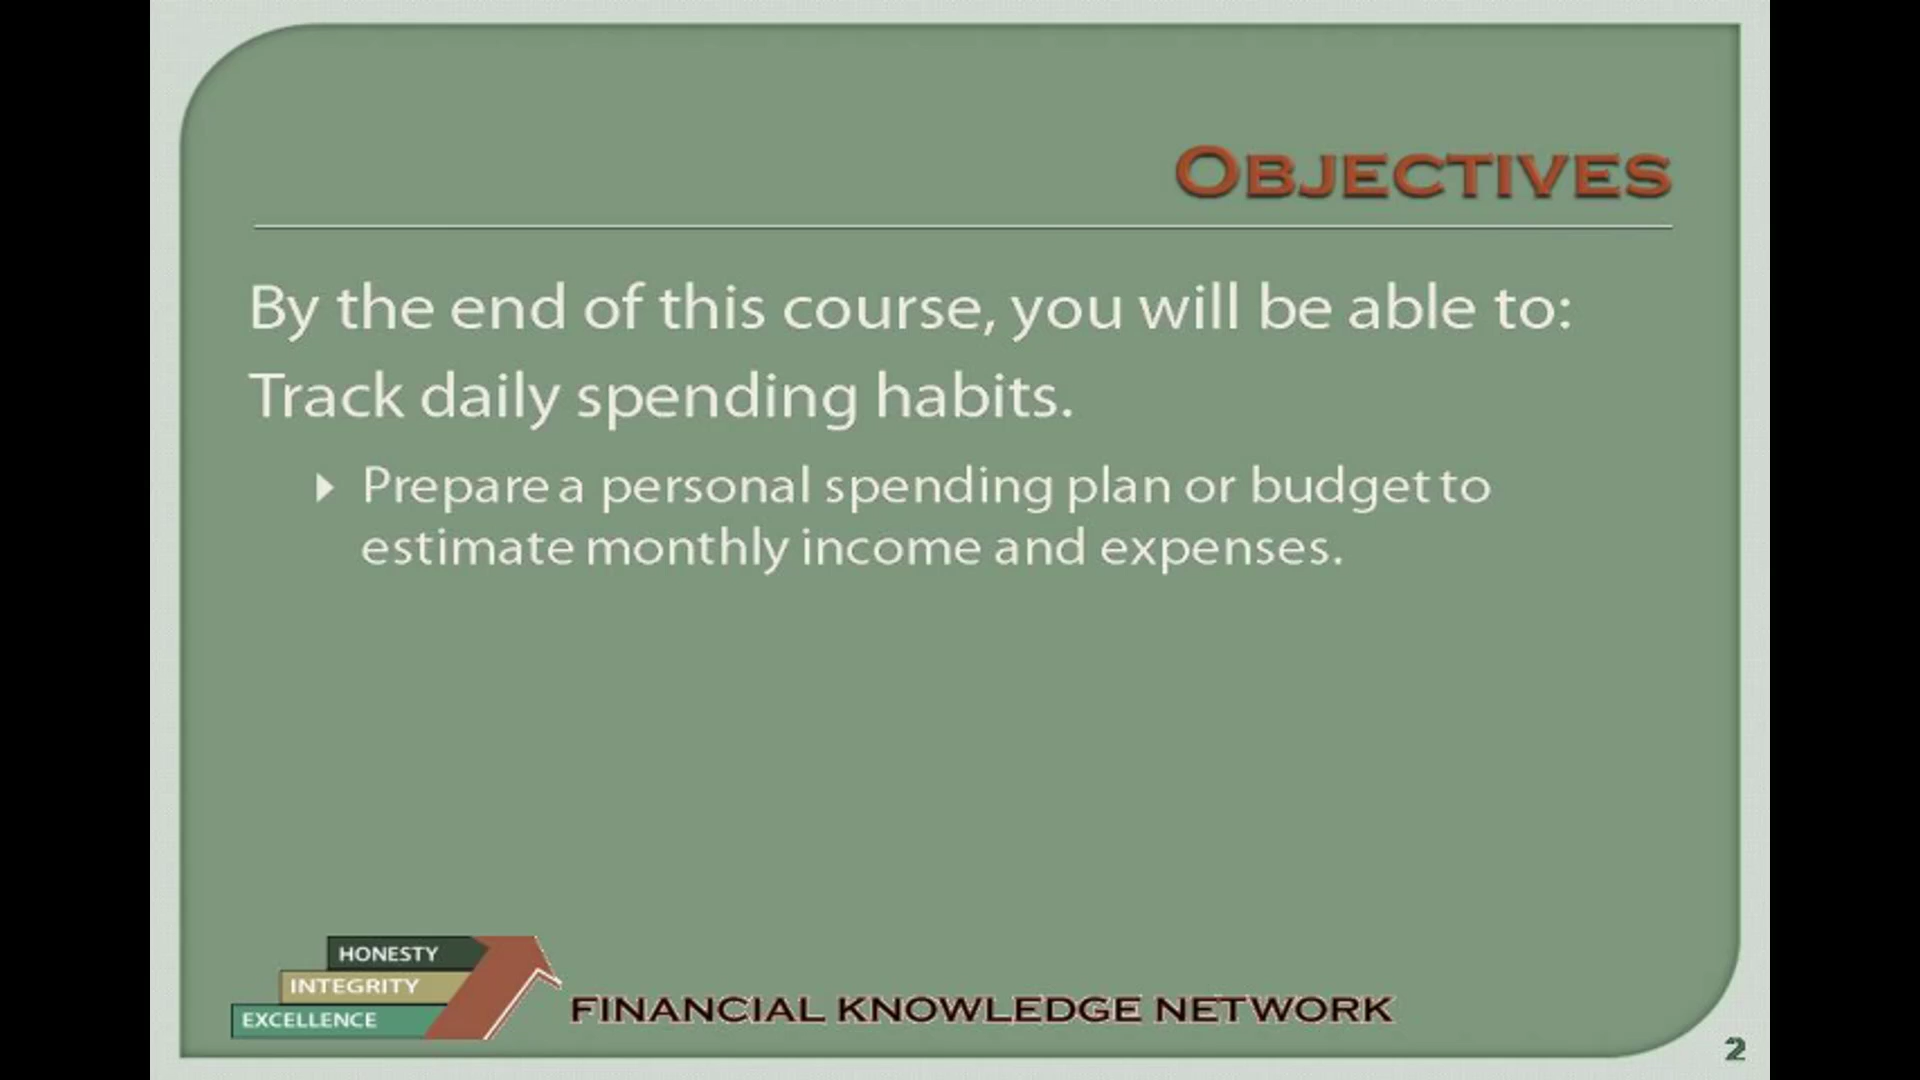 OBJECTIVES
By the end of this course, you will be able to:
Track daily spending habits.
Prepare a personal spending plan or budget to
estimate monthly income and expenses.
HONESTY
INTEGRITY
EXCELLENCE
FINANCIAL KNOWLEDGE NETWORK
2